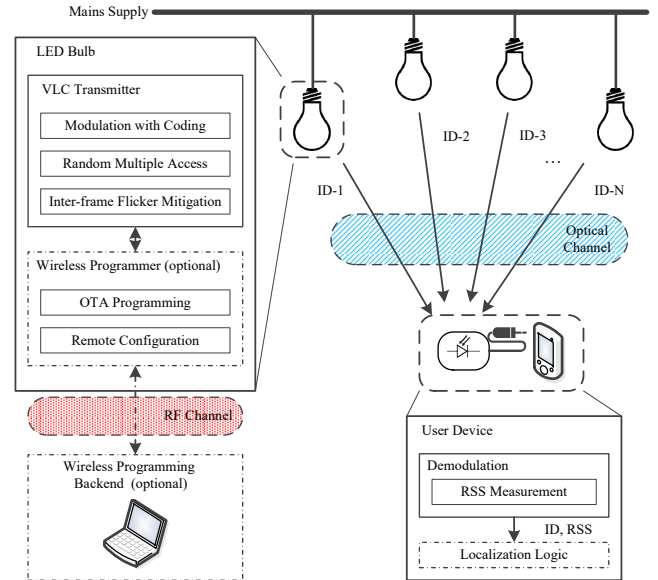 Mains Supply
LED Bulb
VLC Transmitter
Modulation with Coding
Random Multiple Access
Inter-frame Flicker Mitigation
Wireless Programmer (optional)
OTA Programming
Remote Configuration
RF Channel
Wireless Programming
Backend (optional)
ID-1
ID-2
ID-3
...
ID-N
Optical
Channel
User Device
Demodulation
RSS Measurement
ID, RSS
Localization Logic